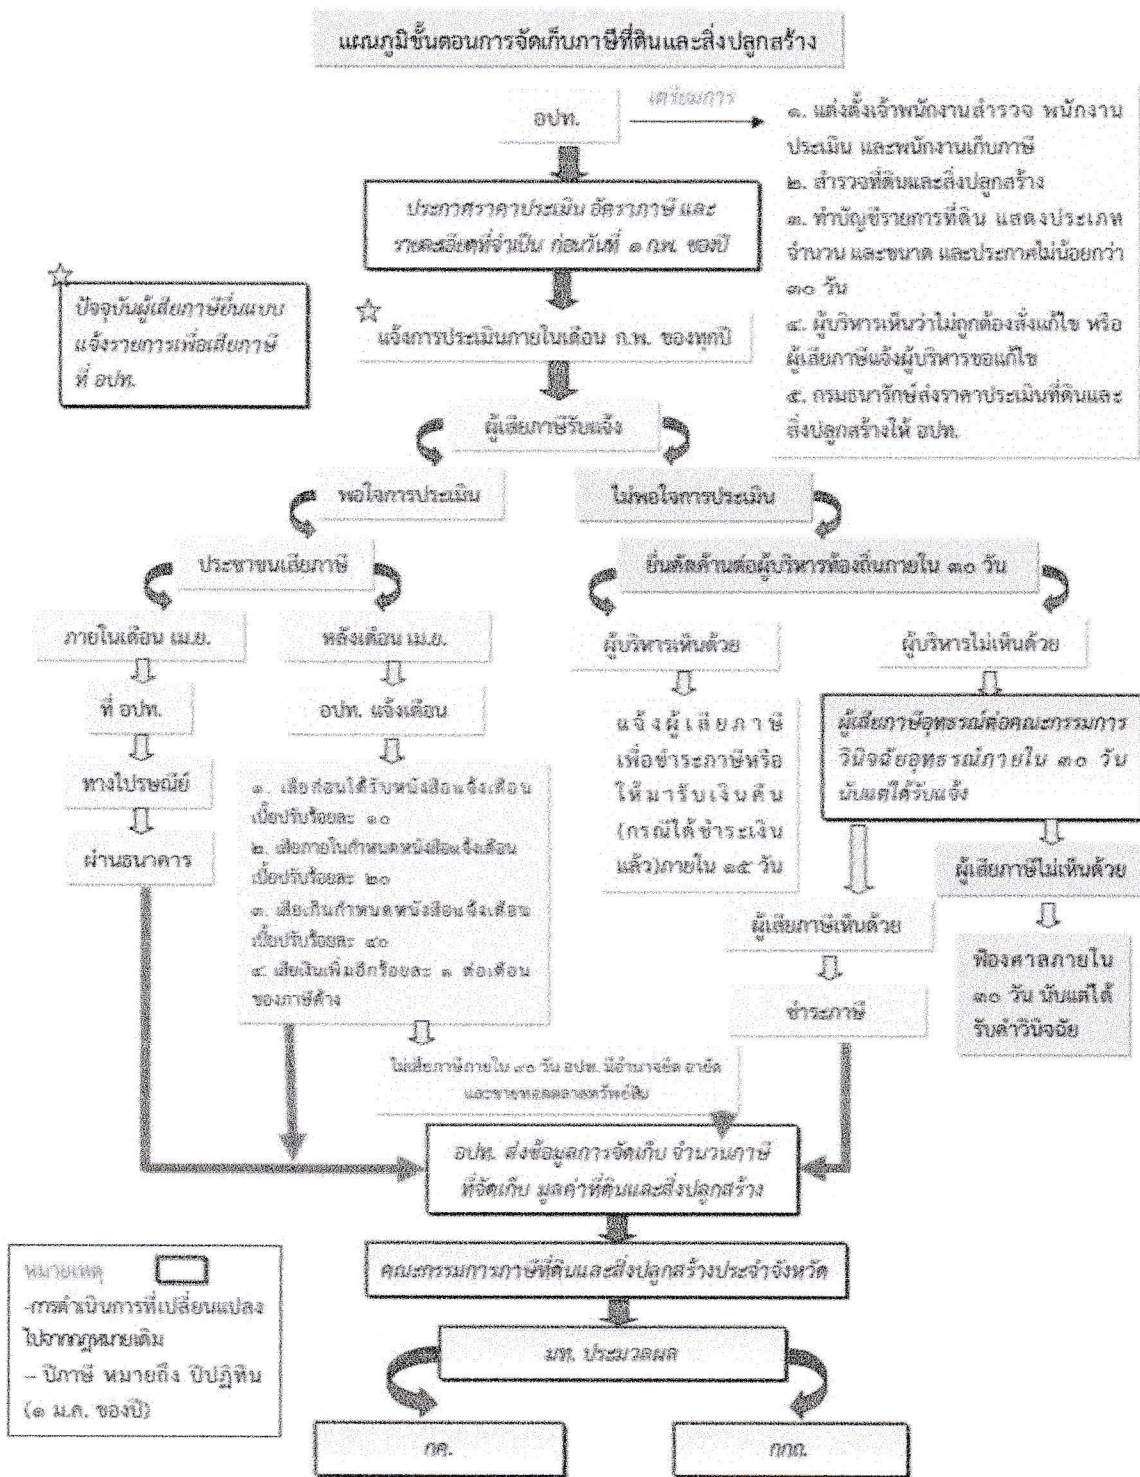 แผนภูมิขั้นตอนการจัดเก็บภาษีที่ดินและสิ่งปลูกสร้าง
อปท.
เตรียมการ
๑. แต่งตั้งเจ้าพนักงานสำรวจ พนักงาน
ประเมิน และพนักงานเก็บภาษี
๒. สำรวจที่ดินและสิ่งปลูกสร้าง
๓. ทำบัญชีรายการที่ดิน แสดงประเภท
จำนวน และขนาด และประกาศไม่น้อยกว่า
๓๐ วัน
๔. ผู้บริหารเห็นว่าไม่ถูกต้องสั่งแก้ไข หรือ
ผู้เสียภาษีแจ้งผู้บริหารขอแก้ไข
๕. กรมธนารักษ์ส่งราคาประเมินที่ดินและ
สิ่งปลูกสร้างให้ อปท.
ประกาศราคาประเมิน อัตราภาษี และ
รายละเอียดที่จำเป็น ก่อนวันที่ ๑ ก.พ. ของปี
ปัจจุบันผู้เสียภาษียื่นแบบ
แจ้งรายการเพื่อเสียภาษี
ที่ อปท.
แจ้งการประเมินภายในเดือน ก.พ. ของทุกปี
ผู้เสียภาษีรับแจ้ง
พอใจการประเมิน
ไม่พอใจการประเมิน
ประชาชนเสียภาษี
ยื่นคัดค้านต่อผู้บริหารท้องถิ่นภายใน ๓๐ วัน
ภายในเดือน เม.ย.
หลังเดือน เม.ย.
ผู้บริหารเห็นด้วย
ผู้บริหารไม่เห็นด้วย
ที่ อปท.
อปท. แจ้งเตือน
ทางไปรษณีย์
ผ่านธนาคาร
๑. เสียก่อนได้รับหนังสือแจ้งเตือน
เบี้ยปรับร้อยละ ๑๐
๒. เสียภายในกำหนดหนังสือแจ้งเตือน
เบี้ยปรับร้อยละ ๒๐
๓. เสียเกินกำหนดหนังสือแจ้งเตือน
เบี้ยปรับร้อยละ ๔๐
๔. เสียเงินเพิ่มอีกร้อยละ ๑ ต่อเดือน
ของภาษีค้าง
แจ้งผู้เสียภาษี
เพื่อชำระภาษีหรือ
ให้มารับเงินคืน
(กรณีได้ชำระเงิน
แล้ว)ภายใน ๑๕ วัน
ผู้เสียภาษีอุทธรณ์ต่อคณะกรรมการ
วินิจฉัยอุทธรณ์ภายใน ๓๐ วัน
นับแต่ได้รับแจ้ง
ผู้เสียภาษีเห็นด้วย
ผู้เสียภาษีไม่เห็นด้วย
ชำระภาษี
ฟ้องศาลภายใน
๓๐ วัน นับแต่ได้
รับคำวินิจฉัย
ไม่เสียภาษีภายใน ๙๐ วัน อปท. มีอำนาจยึด อายัด
และขายทอดตลาดทรัพย์สิน
อปท. ส่งข้อมูลการจัดเก็บ จำนวนภาษี
ที่จัดเก็บ มูลค่าที่ดินและสิ่งปลูกสร้าง
คณะกรรมการภาษีที่ดินและสิ่งปลูกสร้างประจำจังหวัด
มท. ประมวลผล
กค.
กกถ.
หมายเหตุ
-การดำเนินการที่เปลี่ยนแปลง
ไปจากกฎหมายเดิม
– ปีภาษี หมายถึง ปีปฏิทิน
(๑ ม.ค. ของปี)